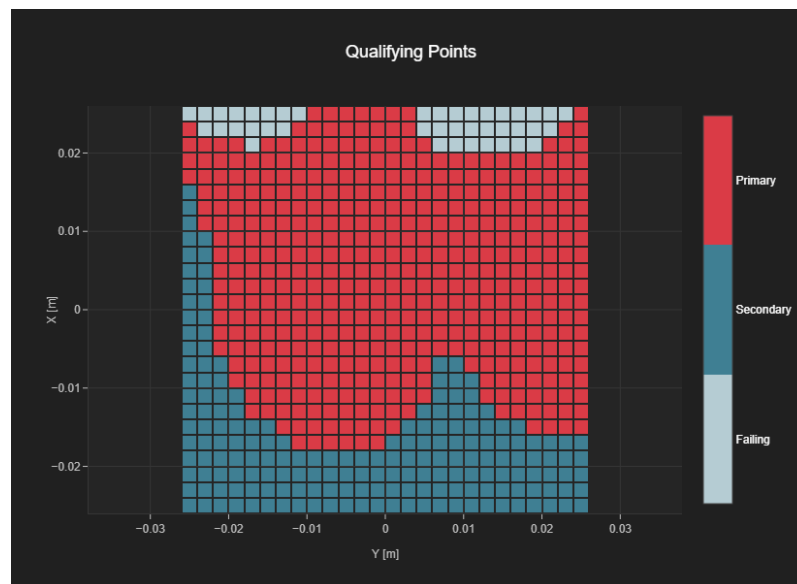 Qualifying Points
0.02
0.01
0
−0.01
−0.02
X [m]
−0.03
−0.02
−0.01
0
0.01
0.02
0.03
Y [m]
Primary
Secondary
Failing